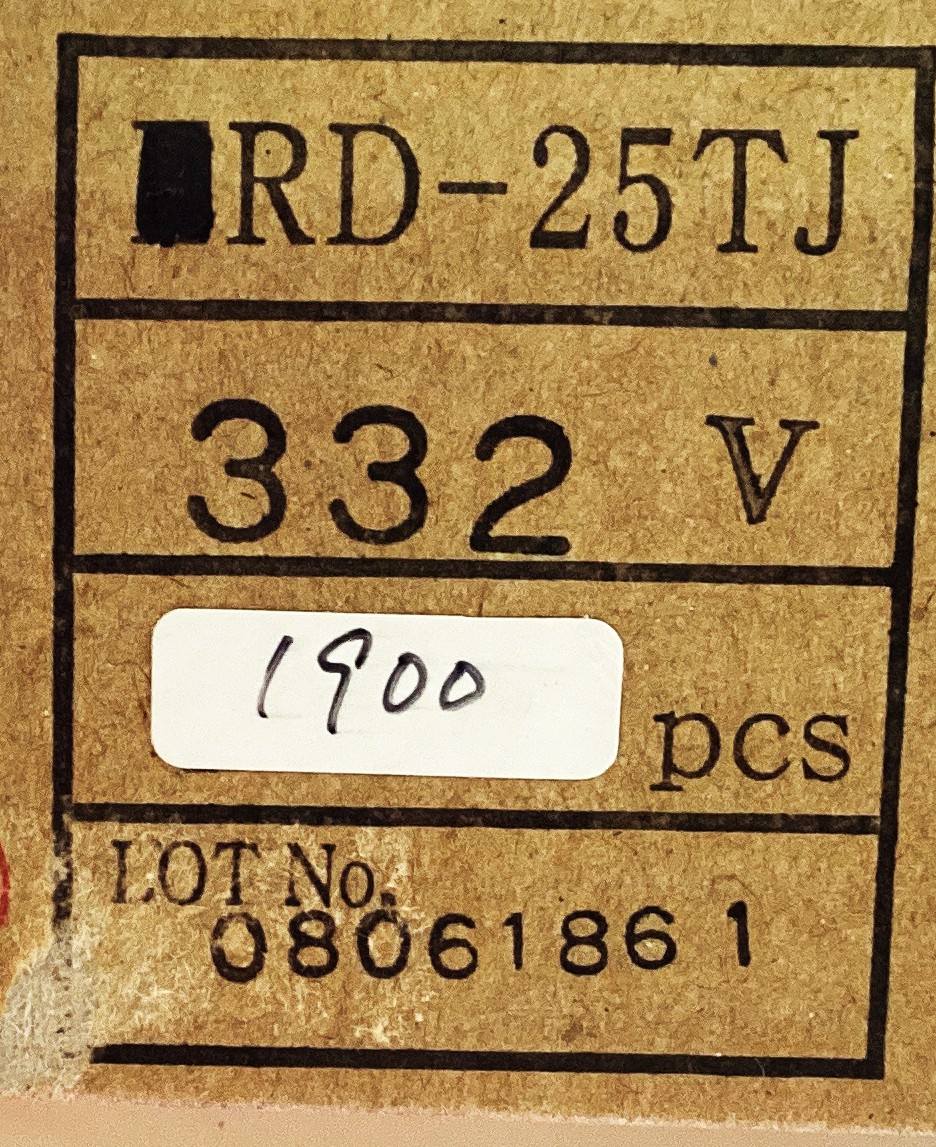 RD-25TJ
332 V
1900 pcs
LOT No.
08061861